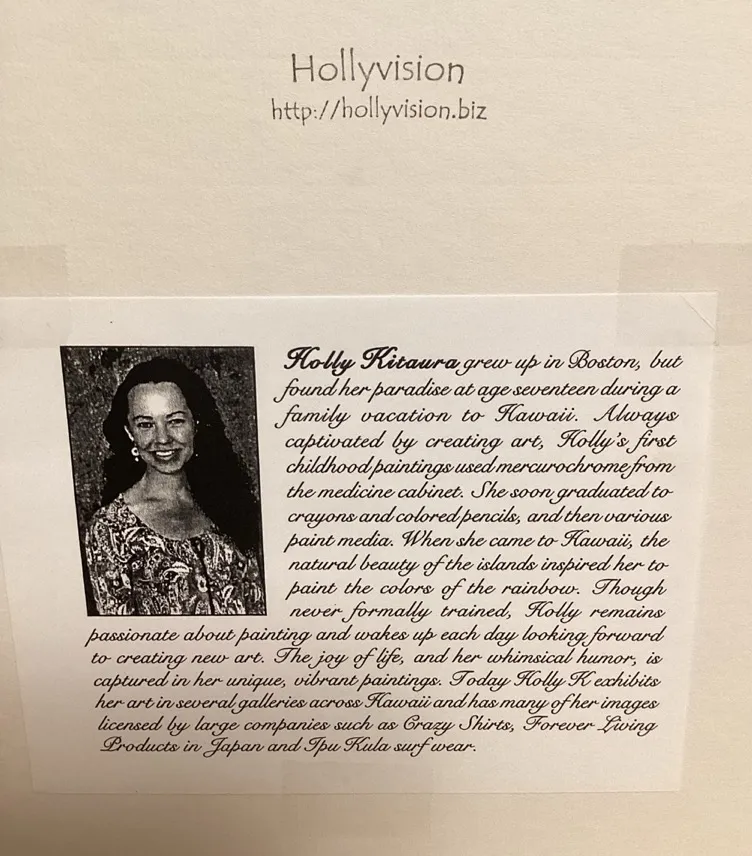 Hollyvision
http://hollyvision.biz
Holly Kitaura grew up in Boston, but
found her paradise at age seventeen during a
family vacation to Hawaii. Always
captivated by creating art, Holly's first
childhood paintings used mercurochrome from
the medicine cabinet. She soon graduated to
crayons and colored pencils, and then various
paint media. When she came to Hawaii, the
natural beauty of the islands inspired her to
paint the colors of the rainbow. Though
never formally trained, Holly remains
passionate about painting and wakes up each day looking forward
to creating new art. The joy of life, and her whimsical humor, is
captured in her unique, vibrant paintings. Today Holly K exhibits
her art in several galleries across Hawaii and has many of her images
licensed by large companies such as Crazy Shirts, Forever Living
Products in Japan and Ipu Kula surf wear.